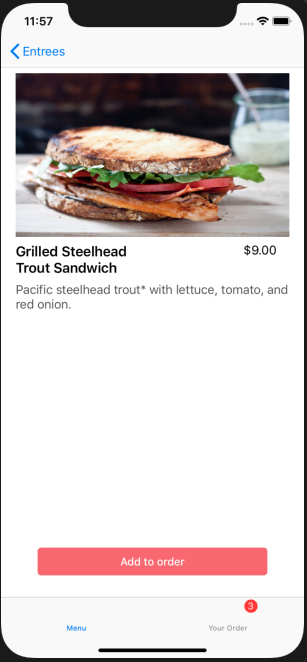 11:57
Entrees
Grilled Steelhead
$9.00
Trout Sandwich
Pacific steelhead trout* with lettuce, tomato, and
red onion.
Add to order
3
Menu
Your Order